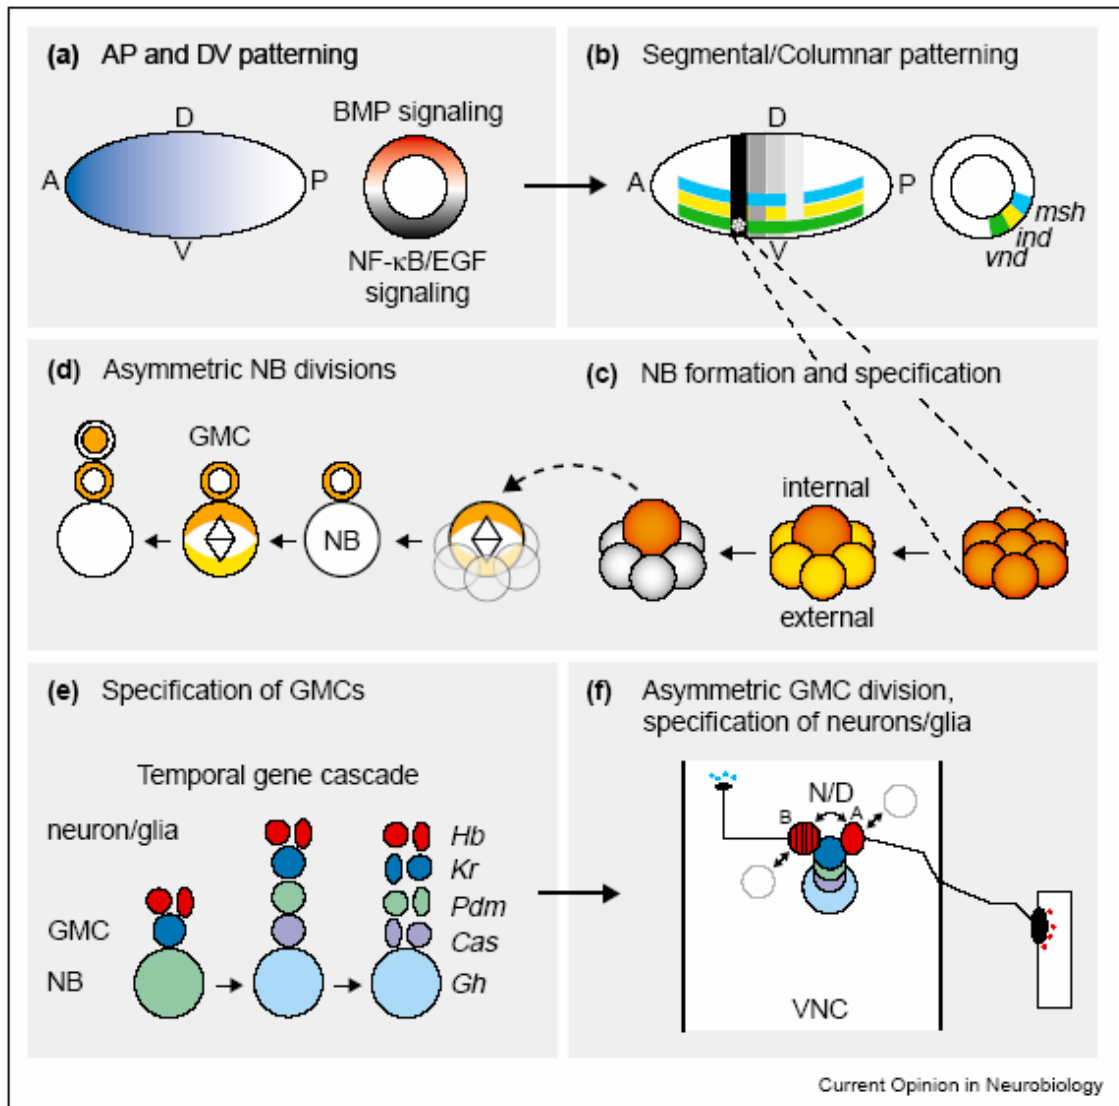 (a) AP and DV patterning
D
A
P
V
BMP signaling
NF-κB/EGF
signaling
(b) Segmental/Columnar patterning
D
A
P
V
msh
ind
vnd
(d) Asymmetric NB divisions
GMC
NB
(c) NB formation and specification
internal
external
(e) Specification of GMCs
Temporal gene cascade
neuron/glia
GMC
NB
Hb
Kr
Pdm
Cas
Gh
(f) Asymmetric GMC division,
specification of neurons/glia
N/D
B
A
VNC
Current Opinion in Neurobiology